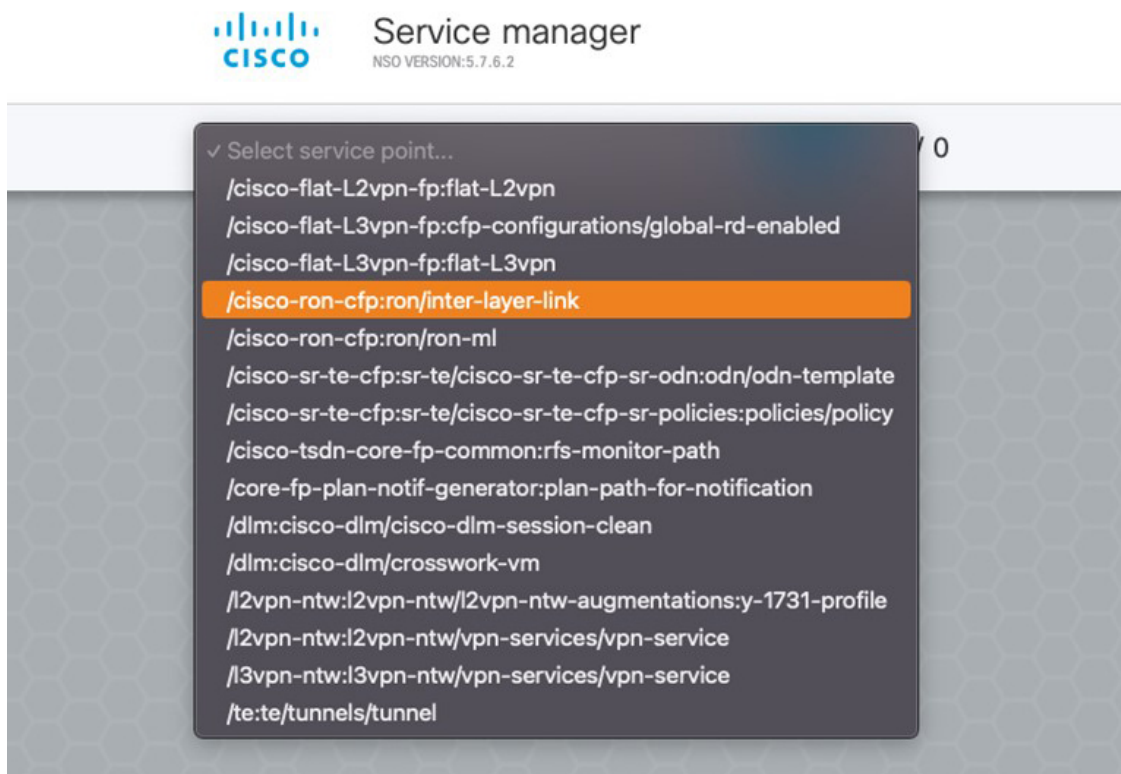 CISCO
Service manager
NSO VERSION:5.7.6.2
✓ Select service point...
/ 0
/cisco-flat-L2vpn-fp:flat-L2vpn
/cisco-flat-L3vpn-fp:cfp-configurations/global-rd-enabled
/cisco-flat-L3vpn-fp:flat-L3vpn
/cisco-ron-cfp:ron/inter-layer-link
/cisco-ron-cfp:ron/ron-ml
/cisco-sr-te-cfp:sr-te/cisco-sr-te-cfp-sr-odn:odn/odn-template
/cisco-sr-te-cfp:sr-te/cisco-sr-te-cfp-sr-policies:policies/policy
/cisco-tsdn-core-fp-common:rfs-monitor-path
/core-fp-plan-notif-generator:plan-path-for-notification
/dlm:cisco-dlm/cisco-dlm-session-clean
/dlm:cisco-dlm/crosswork-vm
/l2vpn-ntw:l2vpn-ntw/l2vpn-ntw-augmentations:y-1731-profile
/l2vpn-ntw:l2vpn-ntw/vpn-services/vpn-service
/l3vpn-ntw:l3vpn-ntw/vpn-services/vpn-service
/te:te/tunnels/tunnel